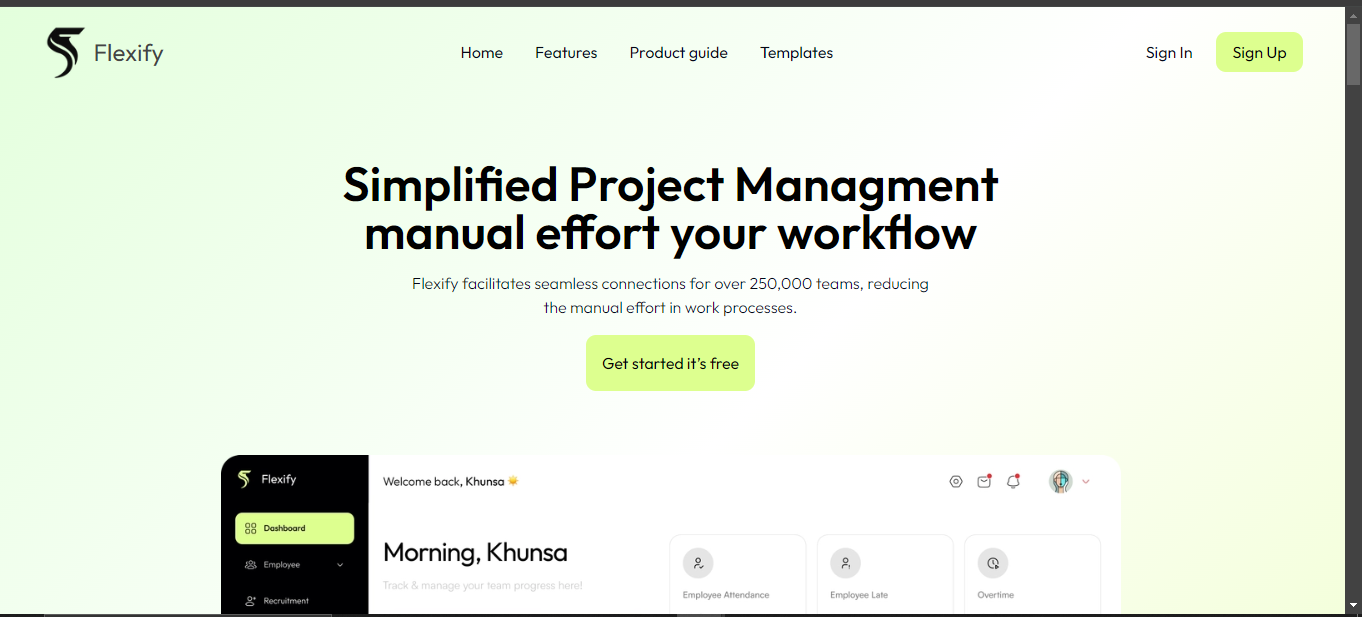 Flexify
Home Features Product guide Templates
Sign In Sign Up
Simplified Project Managment
manual effort your workflow
Flexify facilitates seamless connections for over 250,000 teams, reducing
the manual effort in work processes.
Get started it’s free
Flexify
Welcome back, Khunsa
Dashboard
Employee
Recruitment
Morning, Khunsa
Track & manage your team progress here!
Employee Attendance
Employee Late
Overtime